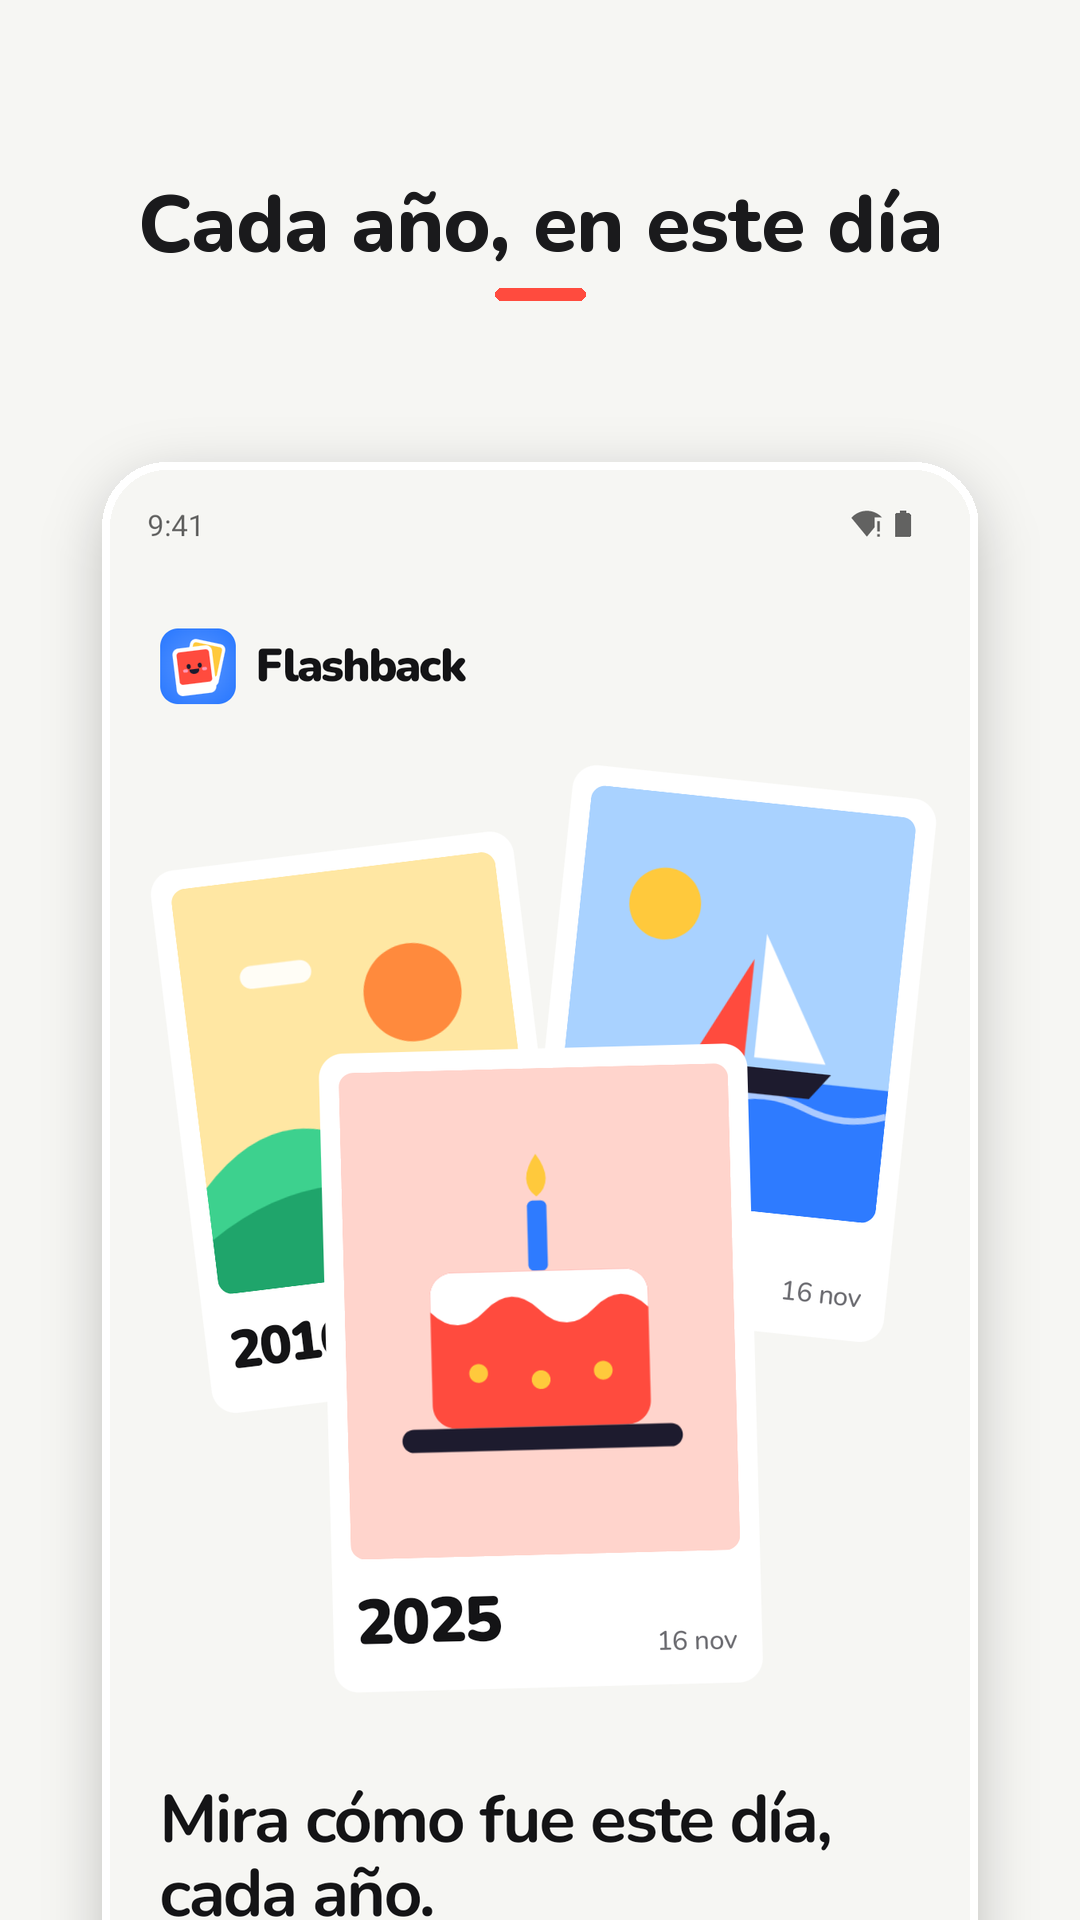 Cada año, en este día
9:41
Flashback
16 nov
2025
16 nov
Mira cómo fue este día,
cada año.